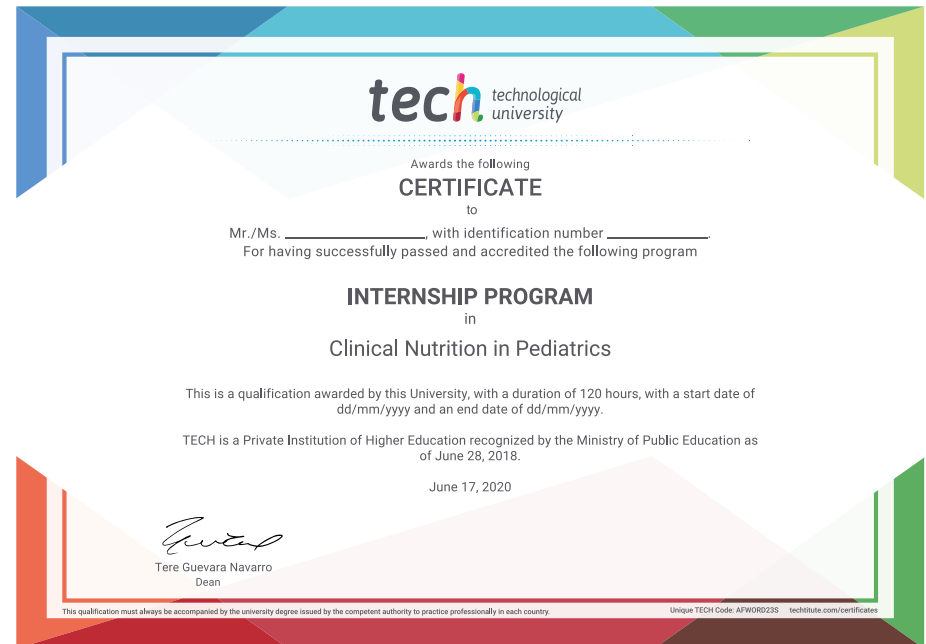 tech technological
university
Awards the following
CERTIFICATE
to
Mr./Ms. ____________________, with identification number ______________.
For having successfully passed and accredited the following program
INTERNSHIP PROGRAM
in
Clinical Nutrition in Pediatrics
This is a qualification awarded by this University, with a duration of 120 hours, with a start date of
dd/mm/yyyy and an end date of dd/mm/yyyy.
TECH is a Private Institution of Higher Education recognized by the Ministry of Public Education as
of June 28, 2018.
June 17, 2020
Tere Guevara Navarro
Dean
This qualification must always be accompanied by the university degree issued by the competent authority to practice professionally in each country.
Unique TECH Code: AFWORD23S techtitute.com/certificates